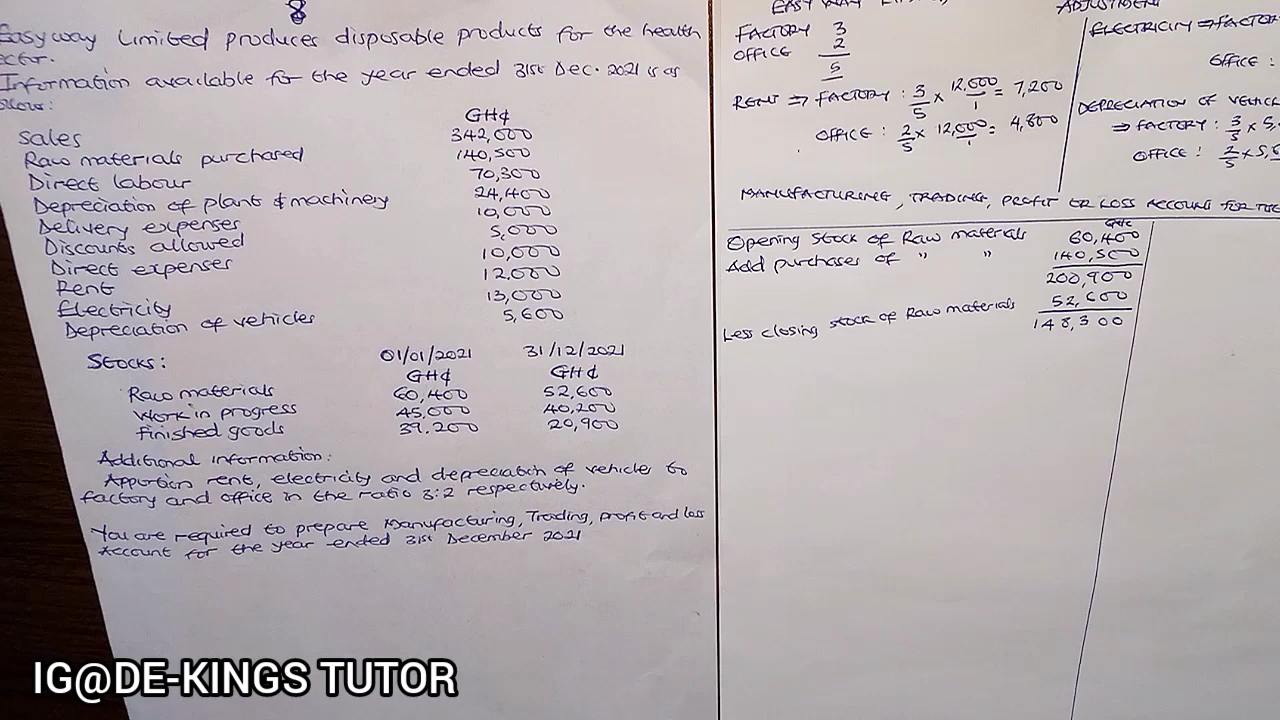 8
Easyway Limited produces disposable products for the health
ector.
Information available for the year ended 31st Dec. 2021 is as
GH¢
Sales 342,000
Raw materials purchased 140,500
Direct labour 70,300
Depreciation of plant & machinery 24,400
Delivery expenses 10,000
Discounts allowed 5,000
Direct expenses 10,000
Rent 12,000
Electricity 13,000
Depreciation of vehicles 5,600
Stocks: 01/01/2021 31/12/2021
GH¢ GH¢
Raw materials 60,400 52,600
Work in progress 45,000 40,200
Finished goods 39.200 20,900
Additional information:
Apportion rent, electricity and depreciation of vehicles to
factory and office in the ratio 3:2 respectively.
You are required to prepare Manufacturing, Trading, profit and loss
Account for the year ended 31st December 2021
EASY WAY
FACTORY 3
OFFICE 2
5
RENT ⇒ FACTORY : 3/5 × 12,000/1 = 7,200
OFFICE : 2/5 × 12,000/1 = 4,800
ADJUSTMENT
ELECTRICITY ⇒ FACTOR
OFFICE :
DEPRECIATION OF VEHICL
⇒ FACTORY : 3/5 × 5,
OFFICE : 2/5 × 5,6
MANUFACTURING, TRADING, PROFIT OR LOSS ACCOUNT FOR THE
GH¢
Opening Stock of Raw materials 60,400
Add purchases of " " 140,500
200,900
Less closing stock of Raw materials 52,600
148,300
IG@DE-KINGS TUTOR